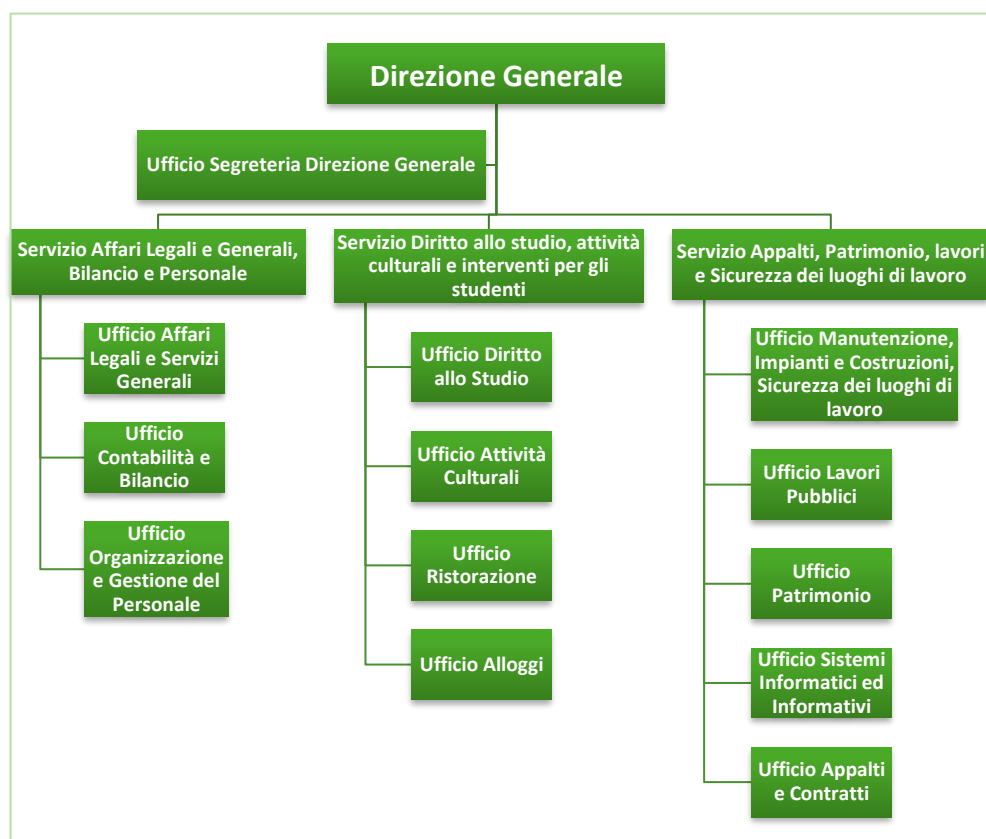 Direzione Generale
Ufficio Segreteria Direzione Generale
Servizio Affari Legali e Generali,
Bilancio e Personale
Ufficio Affari
Legali e Servizi
Generali
Ufficio
Contabilità e
Bilancio
Ufficio
Organizzazione
e Gestione del
Personale
Servizio Diritto allo studio, attività
culturali e interventi per gli
studenti
Ufficio Diritto
allo Studio
Ufficio Attività
Culturali
Ufficio
Ristorazione
Ufficio Alloggi
Servizio Appalti, Patrimonio, lavori
e Sicurezza dei luoghi di lavoro
Ufficio Manutenzione,
Impianti e Costruzioni,
Sicurezza dei luoghi di
lavoro
Ufficio Lavori
Pubblici
Ufficio
Patrimonio
Ufficio Sistemi
Informatici ed
Informativi
Ufficio Appalti
e Contratti